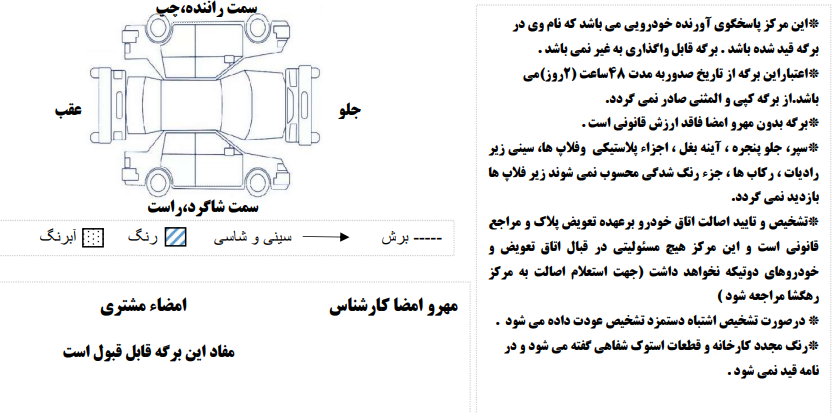 ❊این مرکز پاسخگوی آورنده خودرویی می باشد که نام وی در
برگه قید شده باشد . برگه قابل واگذاری به غیر نمی باشد .
❊اعتباراین برگه از تاریخ صدوربه مدت ۴۸ساعت (۲روز)می
باشد.از برگه کپی و المثنی صادر نمی گردد.
❊برگه بدون مهرو امضا فاقد ارزش قانونی است .
❊سپر، جلو پنجره ، آینه بغل ، اجزاء پلاستیکی وفلاپ ها، سینی زیر
رادیات ، رکاب ها ، جزء رنگ شدگی محسوب نمی شوند زیر فلاپ ها
بازدید نمی گردد.
❊تشخیص و تایید اصالت اتاق خودرو برعهده تعویض پلاک و مراجع
قانونی است و این مرکز هیچ مسئولیتی در قبال اتاق تعویض و
خودروهای دوتیکه نخواهد داشت (جهت استعلام اصالت به مرکز
رهگشا مراجعه شود )
❊ درصورت تشخیص اشتباه دستمزد تشخیص عودت داده می شود .
❊رنگ مجدد کارخانه و قطعات استوک شفاهی گفته می شود و در
نامه قید نمی شود .
سمت راننده،چپ
جلو
عقب
سمت شاگرد،راست
----- برش سینی و شاسی رنگ آبرنگ
مهرو امضا کارشناس امضاء مشتری
مفاد این برگه قابل قبول است